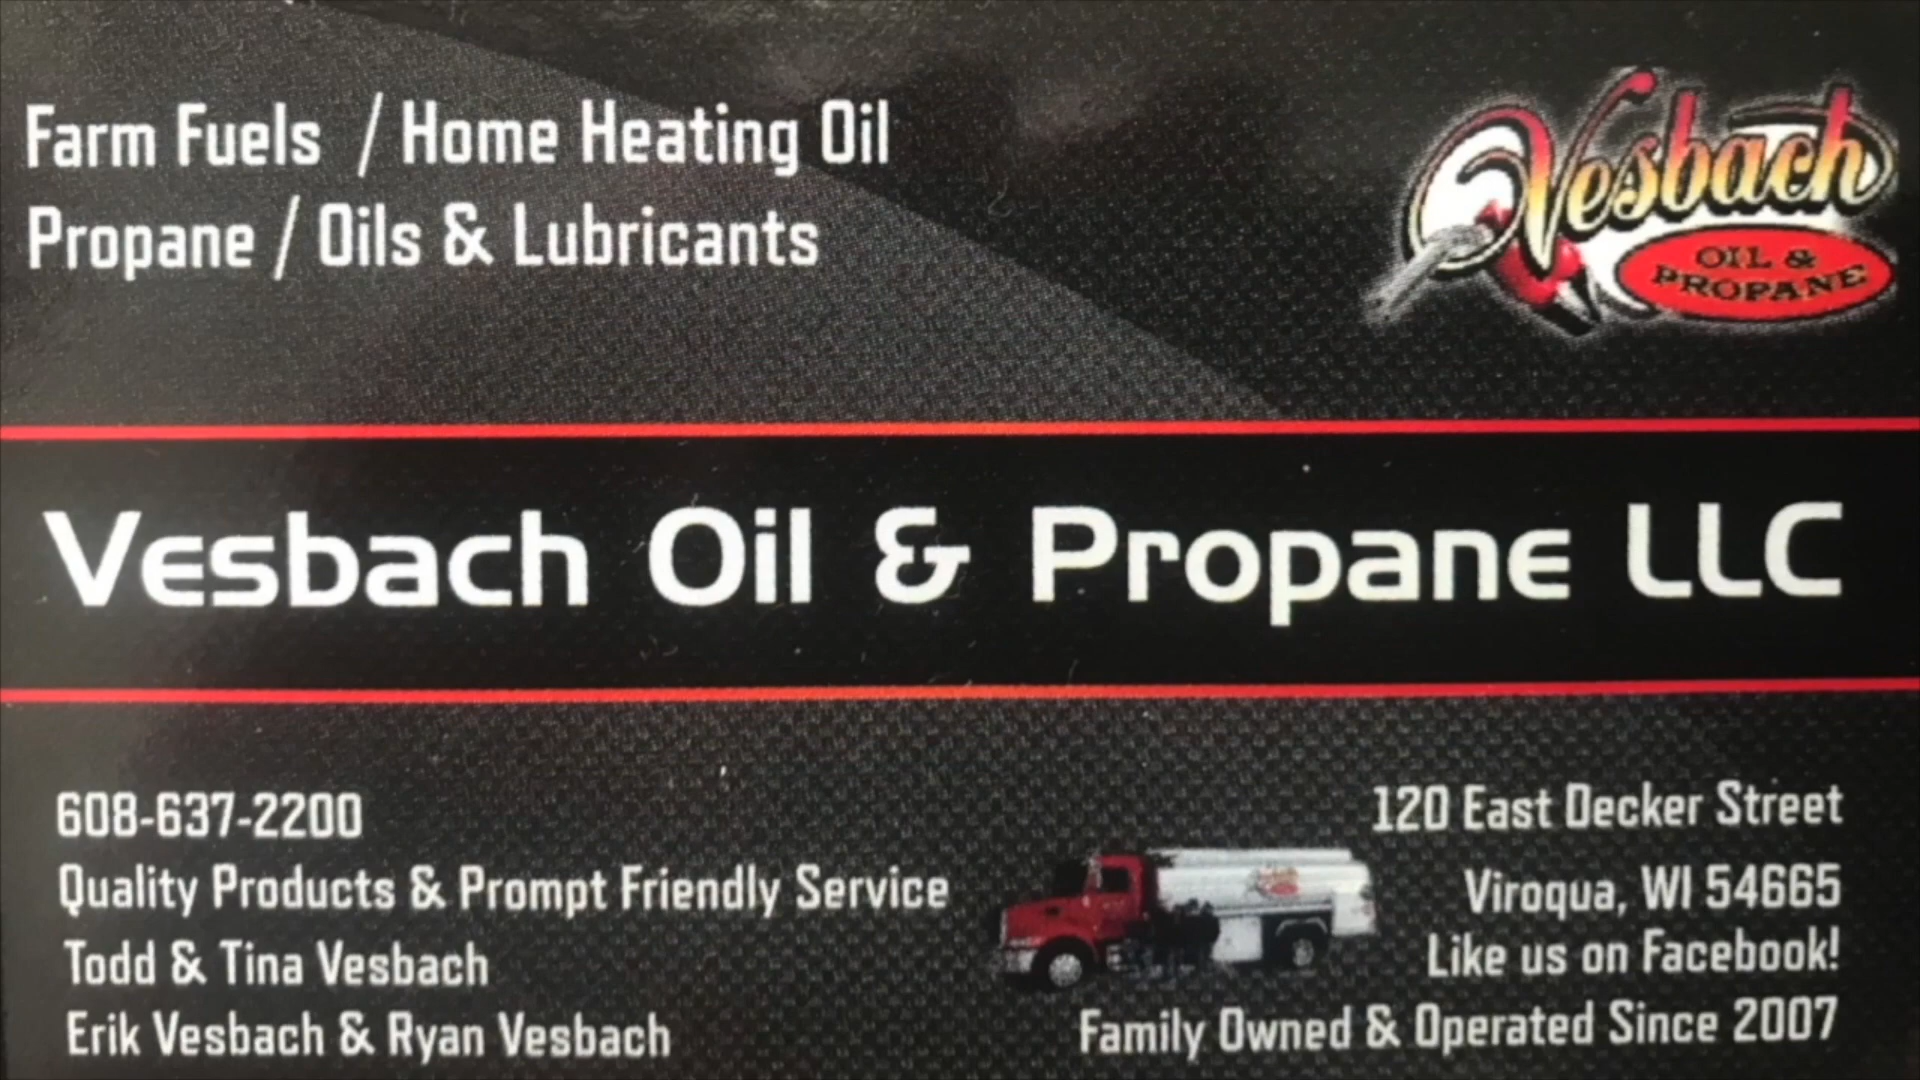 Farm Fuels / Home Heating Oil
Propane / Oils & Lubricants
Vesbach
OIL &
PROPANE
Vesbach Oil & Propane LLC
608-637-2200
Quality Products & Prompt Friendly Service
Todd & Tina Vesbach
Erik Vesbach & Ryan Vesbach
120 East Decker Street
Viroqua, WI 54665
Like us on Facebook!
Family Owned & Operated Since 2007